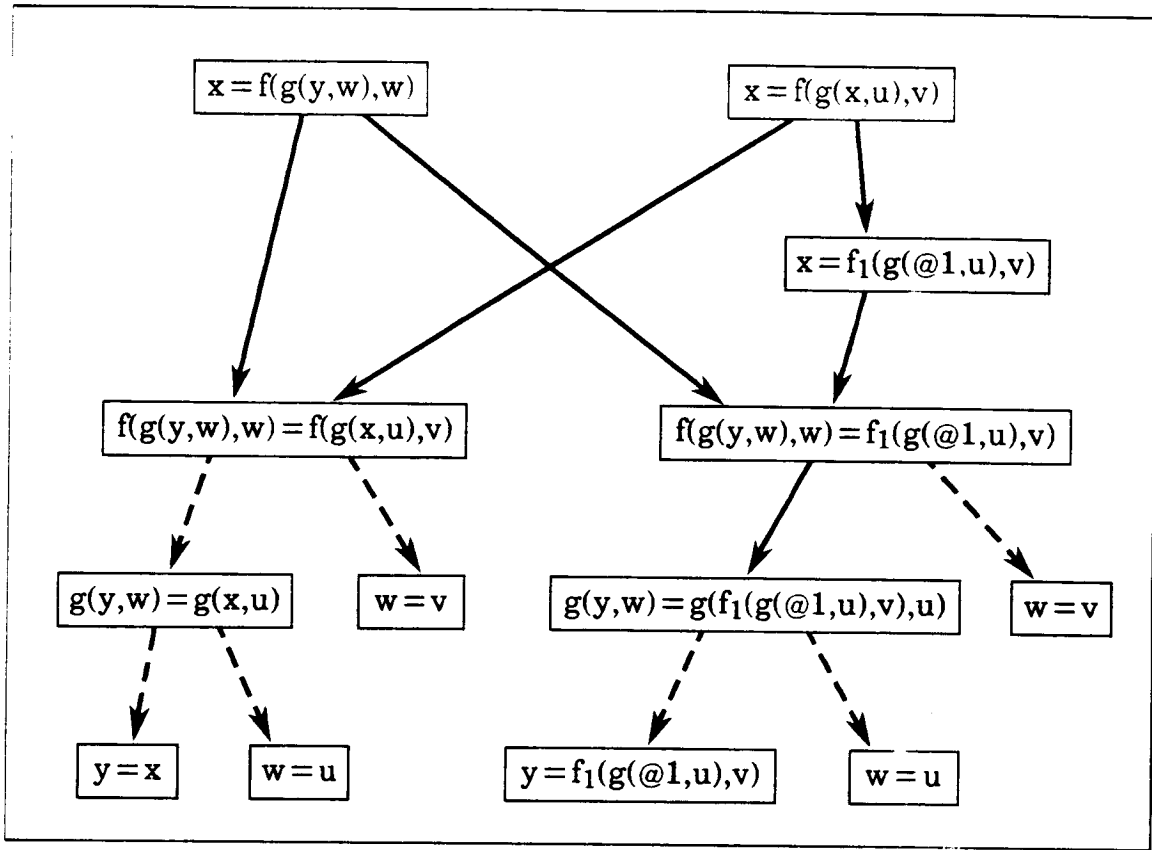 x=f(g(y,w),w)
x=f(g(x,u),v)
x=f₁(g(@1,u),v)
f(g(y,w),w)=f(g(x,u),v)
f(g(y,w),w)=f₁(g(@1,u),v)
g(y,w)=g(x,u)
w=v
g(y,w)=g(f₁(g(@1,u),v),u)
w=v
y=x
w=u
y=f₁(g(@1,u),v)
w=u